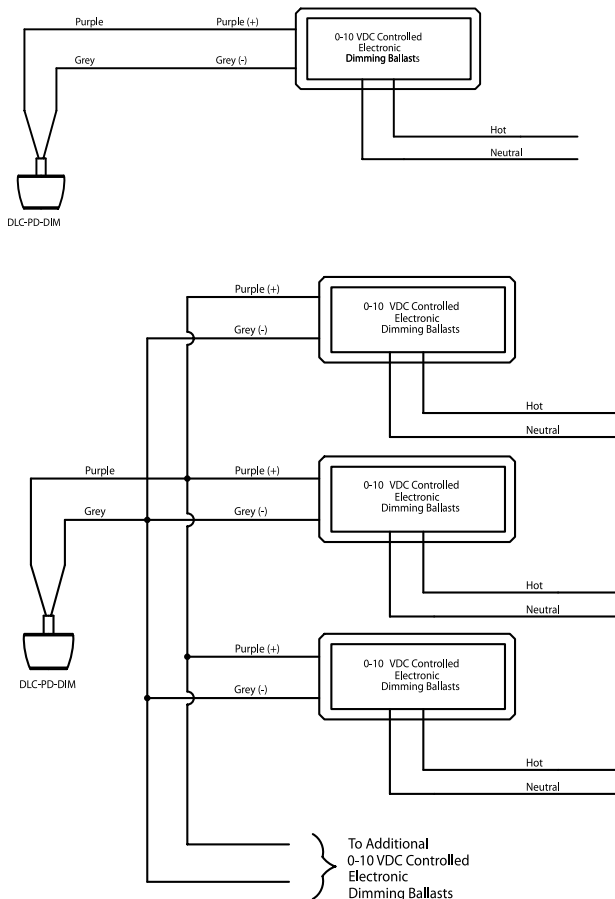 Purple Purple (+)
0-10 VDC Controlled
Electronic
Dimming Ballasts
Grey Grey (-)
Hot
Neutral
DLC-PD-DIM
Purple (+)
0-10 VDC Controlled
Electronic
Dimming Ballasts
Grey (-)
Hot
Neutral
Purple Purple (+)
0-10 VDC Controlled
Electronic
Dimming Ballasts
Grey Grey (-)
Hot
Neutral
DLC-PD-DIM
Purple (+)
0-10 VDC Controlled
Electronic
Dimming Ballasts
Grey (-)
Hot
Neutral
To Additional
0-10 VDC Controlled
Electronic
Dimming Ballasts